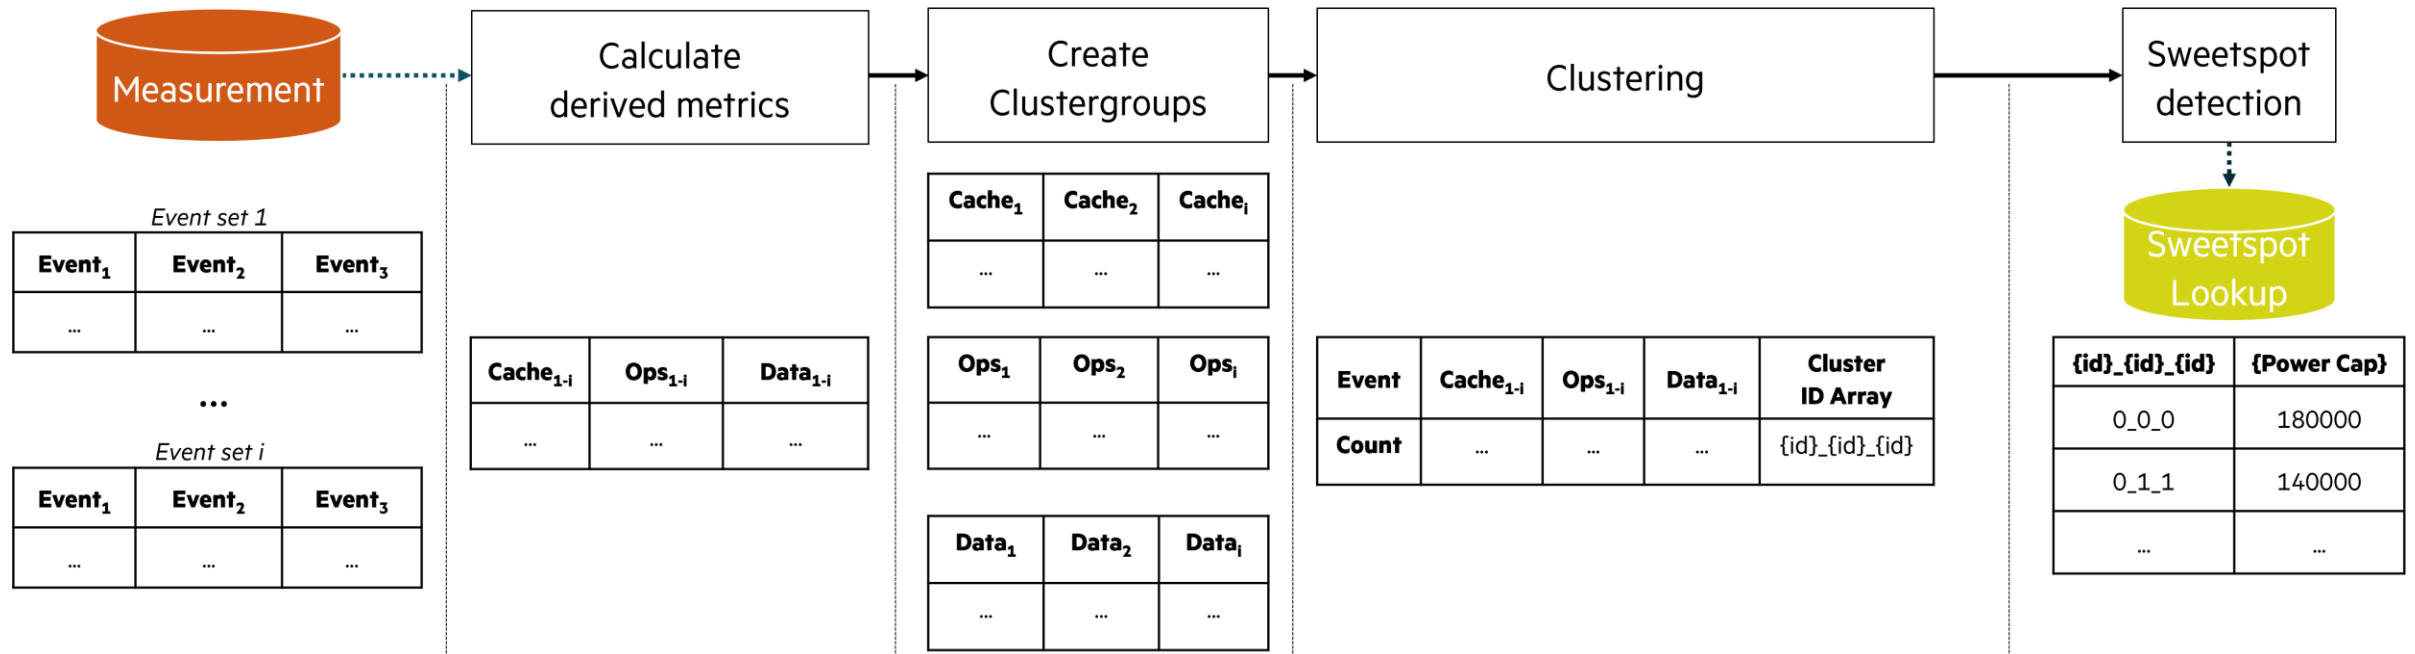 Measurement
Calculate
derived metrics
Create
Clustergroups
Clustering
Sweetspot
detection
Event set 1
Event₁ Event₂ Event₃
... ... ...
...
Event set i
Event₁ Event₂ Event₃
... ... ...
Cache₁₋ᵢ Ops₁₋ᵢ Data₁₋ᵢ
... ... ...
Cache₁ Cache₂ Cacheᵢ
... ... ...
Ops₁ Ops₂ Opsᵢ
... ... ...
Data₁ Data₂ Dataᵢ
... ... ...
Event Cache₁₋ᵢ Ops₁₋ᵢ Data₁₋ᵢ Cluster
ID Array
Count ... ... ... {id}_{id}_{id}
Sweetspot
Lookup
{id}_{id}_{id} {Power Cap}
0_0_0 180000
0_1_1 140000
... ...